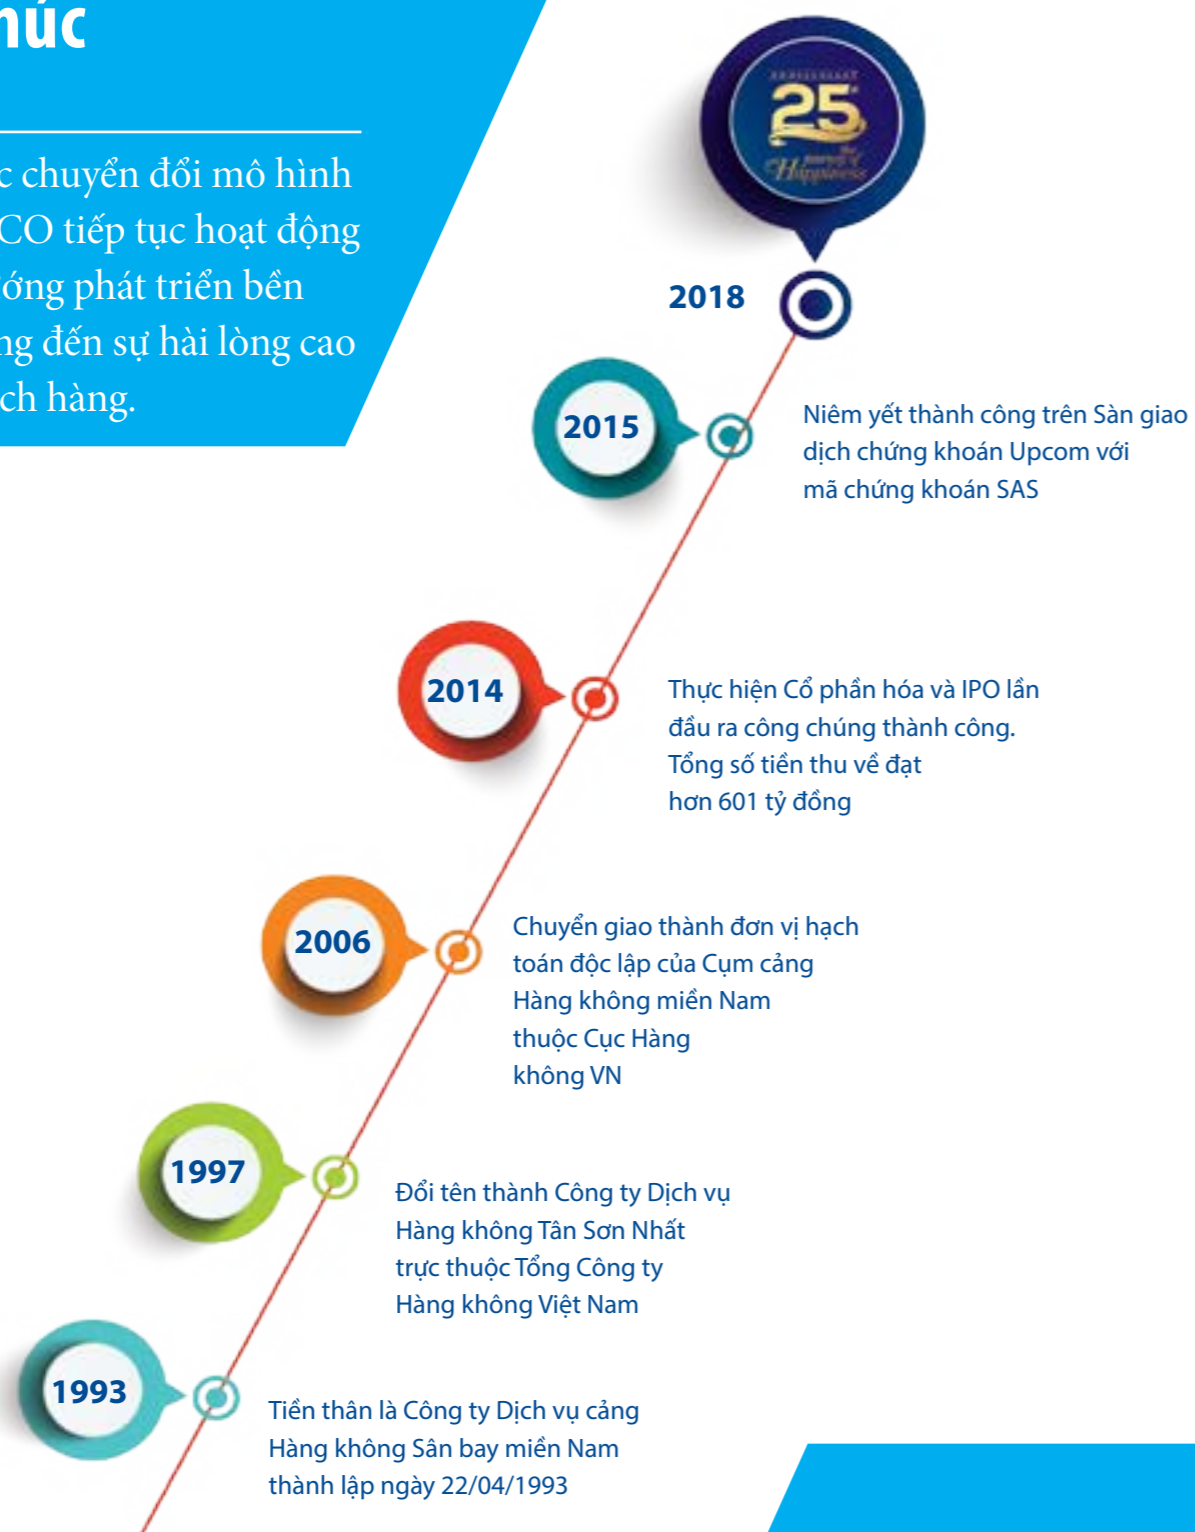 húc
c chuyển đổi mô hình
CO tiếp tục hoạt động
ớng phát triển bền
ng đến sự hài lòng cao
ch hàng.
ANNIVERSARY
25
the
journey of
Happiness
2018
2015
Niêm yết thành công trên Sàn giao
dịch chứng khoán Upcom với
mã chứng khoán SAS
2014
Thực hiện Cổ phần hóa và IPO lần
đầu ra công chúng thành công.
Tổng số tiền thu về đạt
hơn 601 tỷ đồng
2006
Chuyển giao thành đơn vị hạch
toán độc lập của Cụm cảng
Hàng không miền Nam
thuộc Cục Hàng
không VN
1997
Đổi tên thành Công ty Dịch vụ
Hàng không Tân Sơn Nhất
trực thuộc Tổng Công ty
Hàng không Việt Nam
1993
Tiền thân là Công ty Dịch vụ cảng
Hàng không Sân bay miền Nam
thành lập ngày 22/04/1993